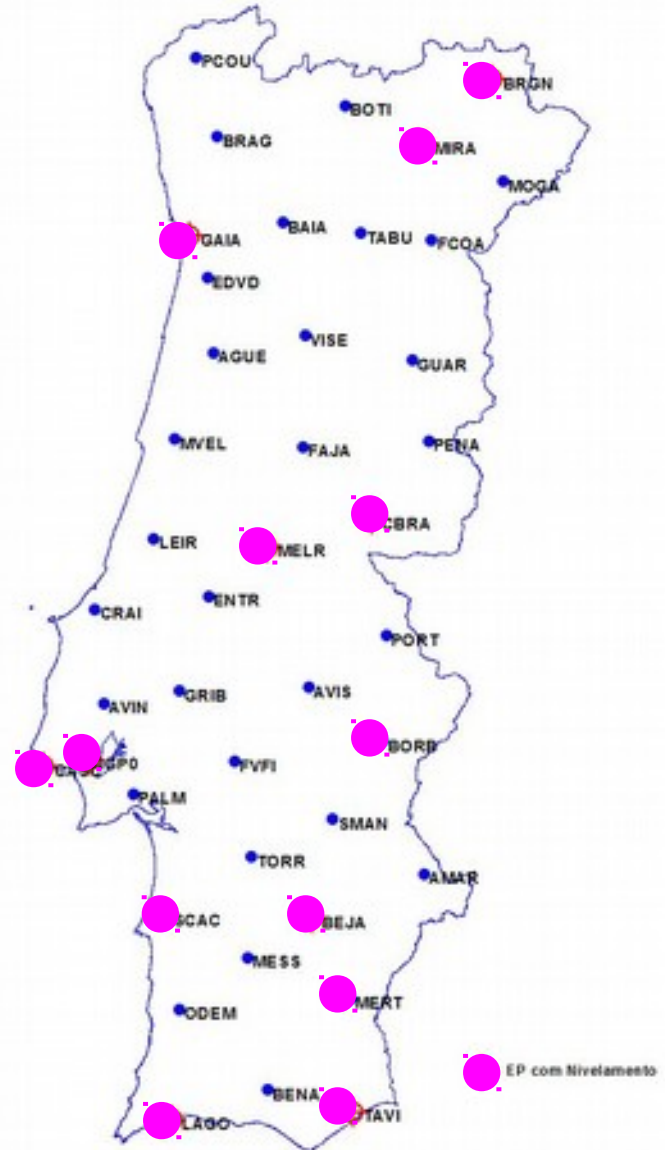 PCOU
BRGN
BOTI
BRAG
MIRA
MOGA
BAIA
TABU
GAIA
FCOA
EDVD
VISE
AGUE
GUAR
MVEL
FAJA
PENA
CBRA
LEIR
MELR
ENTR
CRAI
PORT
GRIB
AVIS
AVIN
BORB
FVFI
PALM
SMAN
TORR
AMAR
SCAC
BEJA
MESS
MERT
ODEM
EP com Nivelamento
BENA
TAVI
LAGO